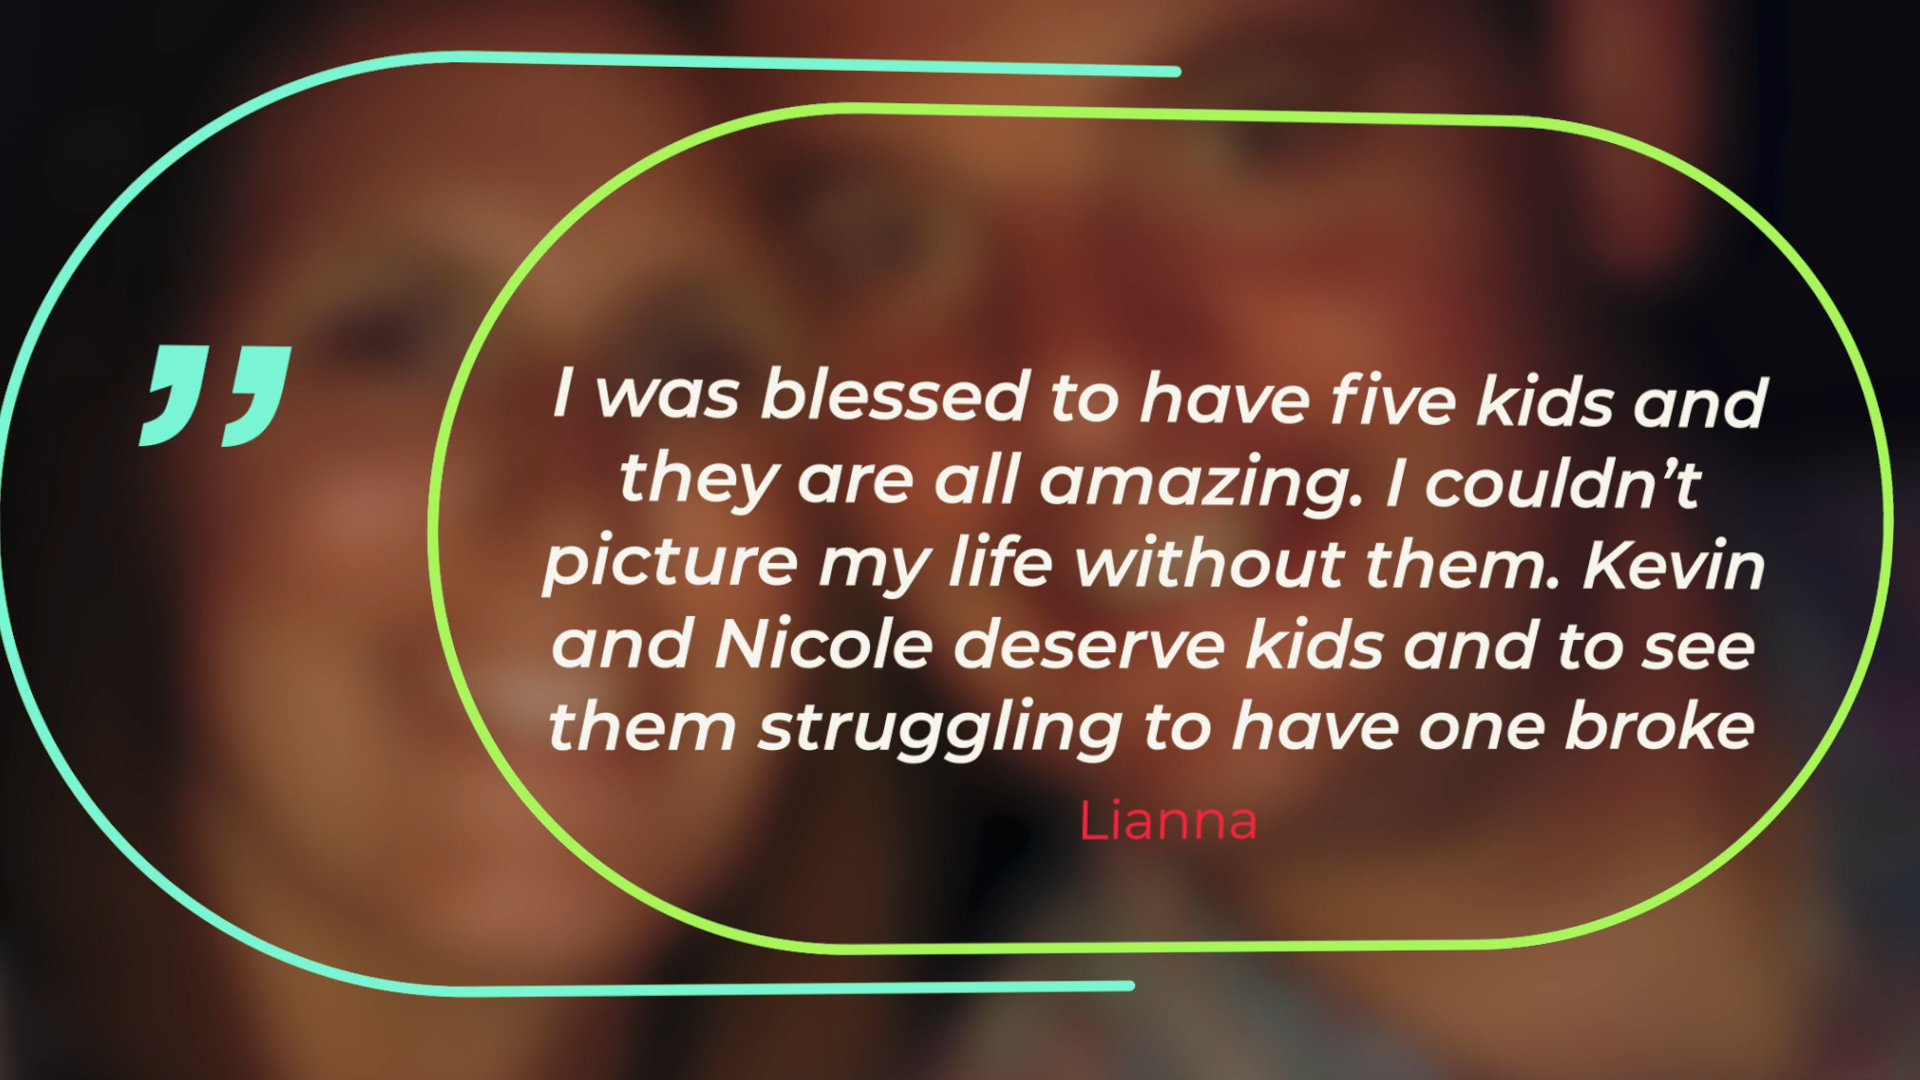 ”
I was blessed to have five kids and
they are all amazing. I couldn’t
picture my life without them. Kevin
and Nicole deserve kids and to see
them struggling to have one broke
Lianna